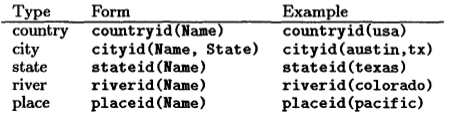 Type Form Example
country countryid(Name) countryid(usa)
city cityid(Name, State) cityid(austin,tx)
state stateid(Name) stateid(texas)
river riverid(Name) riverid(colorado)
place placeid(Name) placeid(pacific)